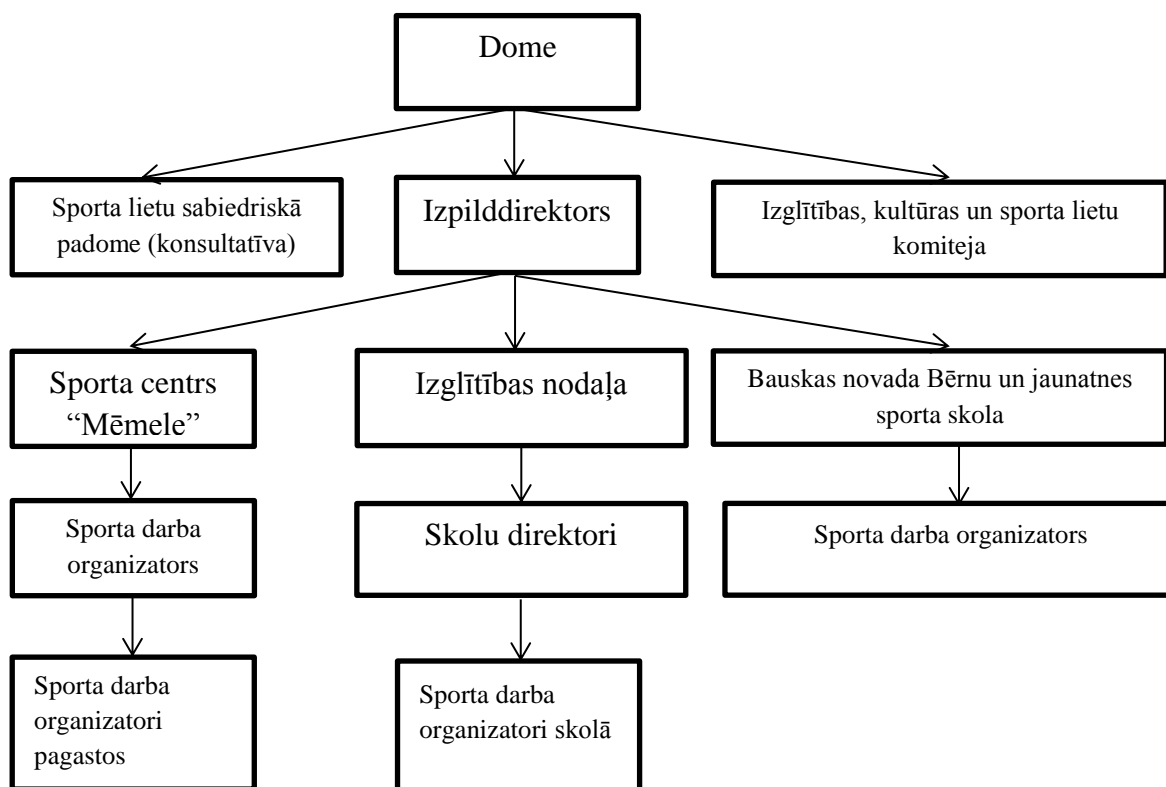 Dome
Sporta lietu sabiedriskā
padome (konsultatīva)
Izpilddirektors
Izglītības, kultūras un sporta lietu
komiteja
Sporta centrs
“Mēmele”
Izglītības nodaļa
Bauskas novada Bērnu un jaunatnes
sporta skola
Sporta darba
organizators
Skolu direktori
Sporta darba organizators
Sporta darba
organizatori
pagastos
Sporta darba
organizatori skolā